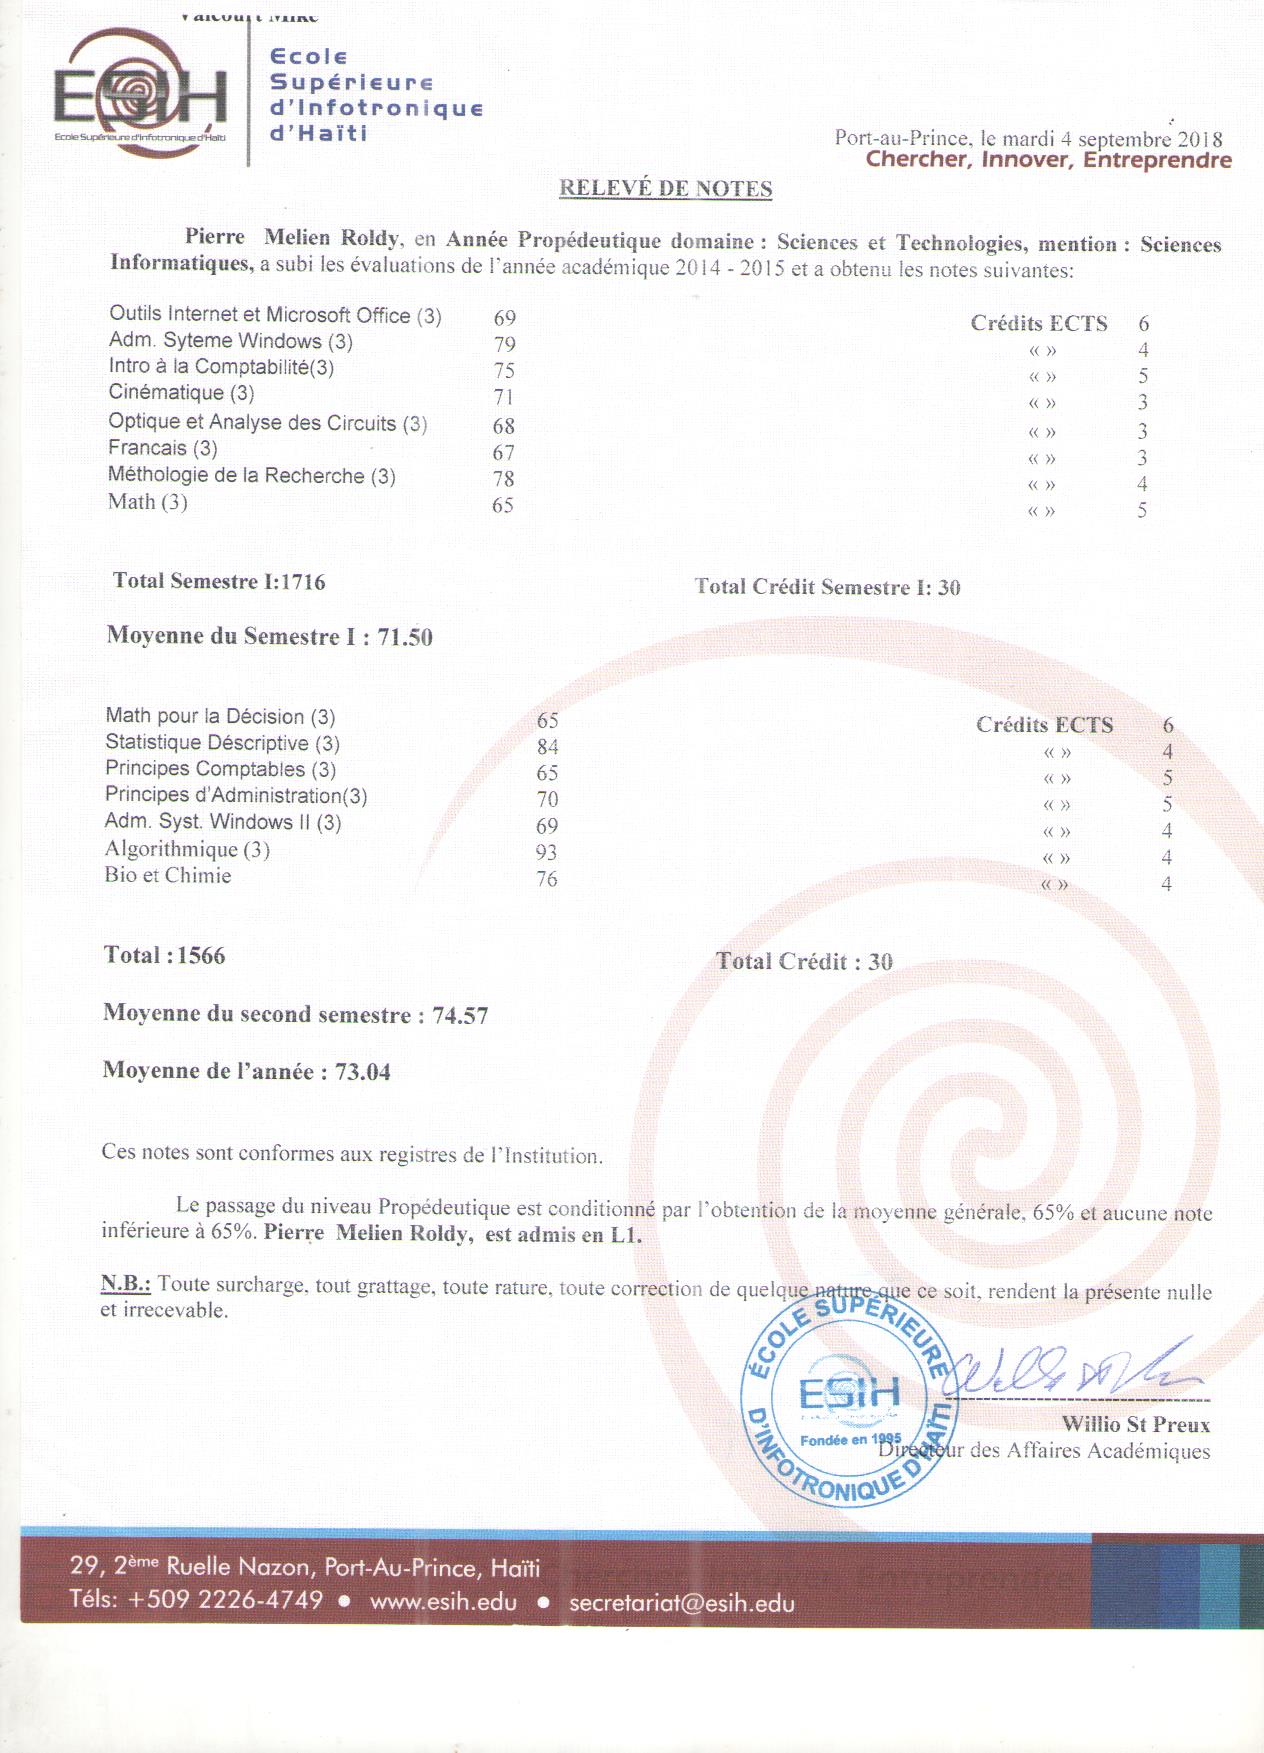 Valcourt Mike
ESIH
Ecole Supérieure d'Infotronique d'Haïti
Ecole
Supérieure
d'Infotronique
d'Haïti
Port-au-Prince, le mardi 4 septembre 2018
Chercher, Innover, Entreprendre
RELEVÉ DE NOTES
Pierre Melien Roldy, en Année Propédeutique domaine : Sciences et Technologies, mention : Sciences
Informatiques, a subi les évaluations de l'année académique 2014 - 2015 et a obtenu les notes suivantes:
Outils Internet et Microsoft Office (3) 69 Crédits ECTS 6
Adm. Syteme Windows (3) 79 « » 4
Intro à la Comptabilité(3) 75 « » 5
Cinématique (3) 71 « » 3
Optique et Analyse des Circuits (3) 68 « » 3
Francais (3) 67 « » 3
Méthologie de la Recherche (3) 78 « » 4
Math (3) 65 « » 5
Total Semestre I:1716 Total Crédit Semestre I: 30
Moyenne du Semestre I : 71.50
Math pour la Décision (3) 65 Crédits ECTS 6
Statistique Déscriptive (3) 84 « » 4
Principes Comptables (3) 65 « » 5
Principes d'Administration(3) 70 « » 5
Adm. Syst. Windows II (3) 69 « » 4
Algorithmique (3) 93 « » 4
Bio et Chimie 76 « » 4
Total :1566 Total Crédit : 30
Moyenne du second semestre : 74.57
Moyenne de l'année : 73.04
Ces notes sont conformes aux registres de l'Institution.
Le passage du niveau Propédeutique est conditionné par l'obtention de la moyenne générale, 65% et aucune note
inférieure à 65%. Pierre Melien Roldy, est admis en L1.
N.B.: Toute surcharge, tout grattage, toute rature, toute correction de quelque nature que ce soit, rendent la présente nulle
et irrecevable.
ÉCOLE SUPÉRIEURE
D'INFOTRONIQUE D'HAÏTI
ESIH
Fondée en 1995
Willio St Preux
Directeur des Affaires Académiques
29, 2ème Ruelle Nazon, Port-Au-Prince, Haïti
Téls: +509 2226-4749 ● www.esih.edu ● secretariat@esih.edu